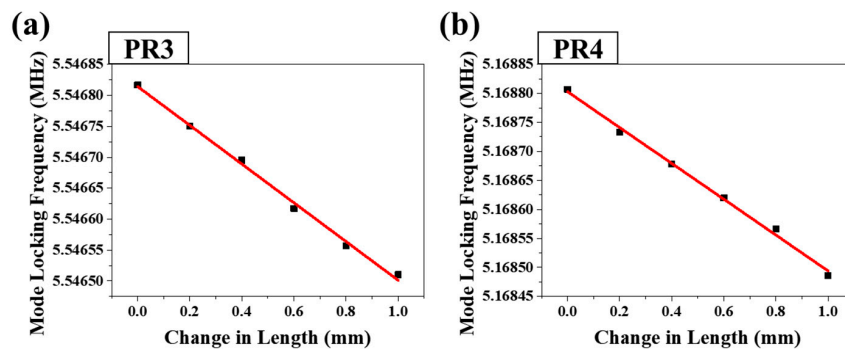 (a)
PR3
Mode Locking Frequency (MHz)
5.54685
5.54680
5.54675
5.54670
5.54665
5.54660
5.54655
5.54650
0.0 0.2 0.4 0.6 0.8 1.0
Change in Length (mm)
(b)
PR4
Mode Locking Frequency (MHz)
5.16885
5.16880
5.16875
5.16870
5.16865
5.16860
5.16855
5.16850
5.16845
0.0 0.2 0.4 0.6 0.8 1.0
Change in Length (mm)